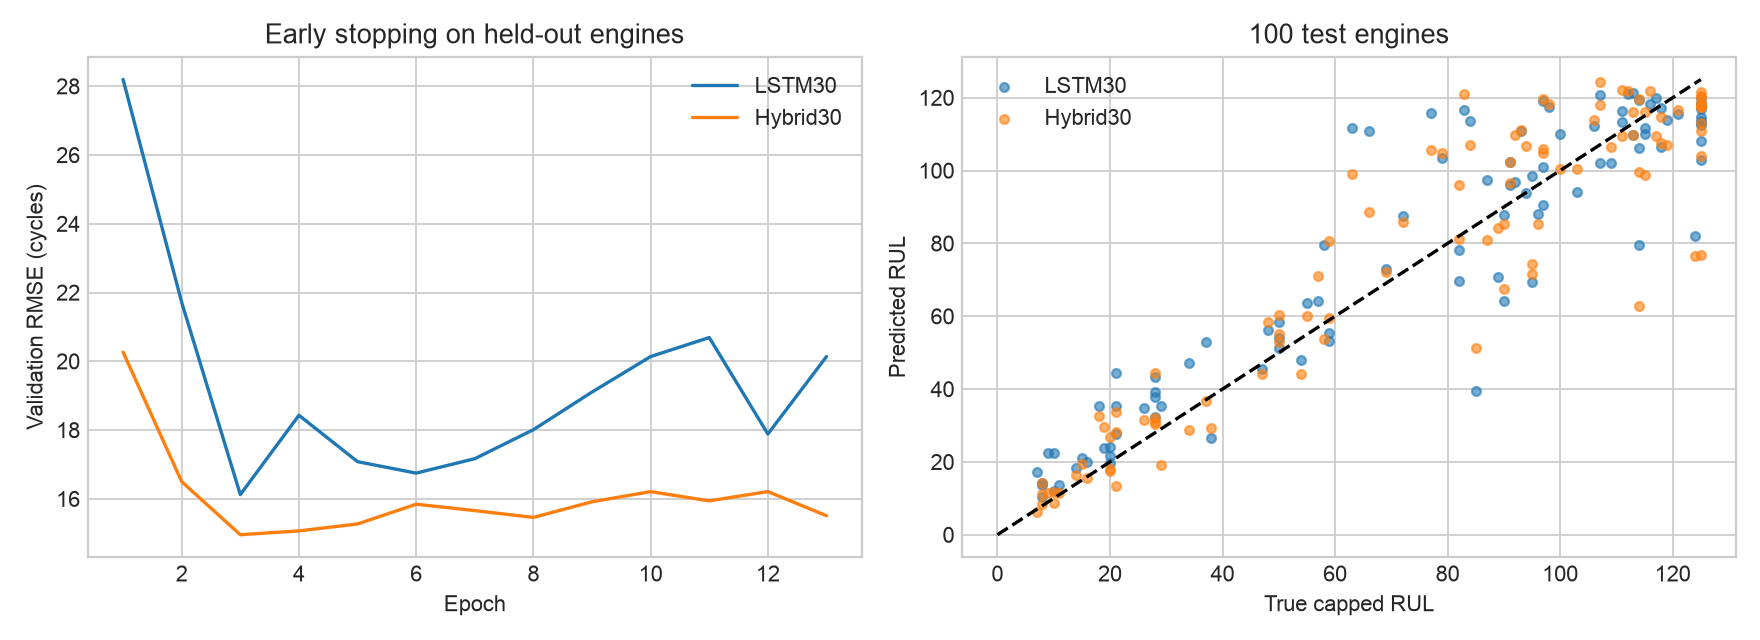 Early stopping on held-out engines
Validation RMSE (cycles)
28
26
24
22
20
18
16
LSTM30
Hybrid30
2 4 6 8 10 12
Epoch
100 test engines
Predicted RUL
120
100
80
60
40
20
0
LSTM30
Hybrid30
0 20 40 60 80 100 120
True capped RUL